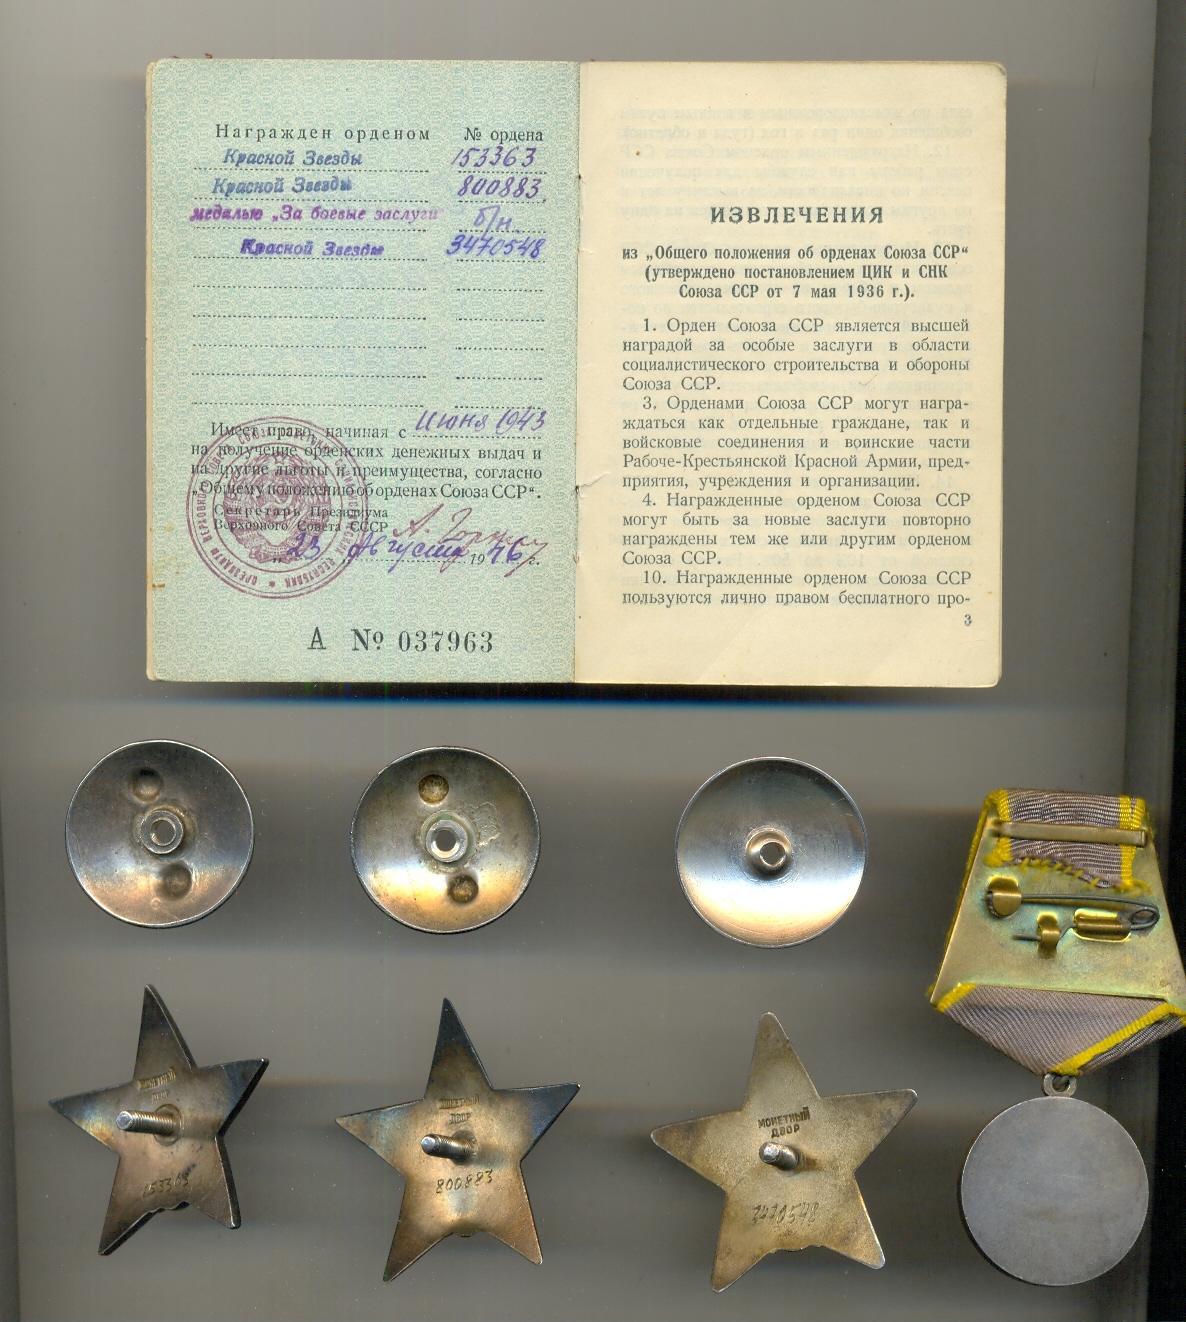 Награжден орденом № ордена
Красной Звезды 153363
Красной Звезды 800883
медалью „За боевые заслуги" б/н.
Красной Звезды 3470548
Имеет право, начиная с Июня 1943
на получение орденских денежных выдач и
на другие льготы и преимущества, согласно
„Общему положению об орденах Союза ССР“.
Секретарь Президиума
Верховного Совета СССР
„23 „ Августа 1946 г.
А № 037963
ИЗВЛЕЧЕНИЯ
из „Общего положения об орденах Союза ССР“
(утверждено постановлением ЦИК и СНК
Союза ССР от 7 мая 1936 г.).
1. Орден Союза ССР является высшей
наградой за особые заслуги в области
социалистического строительства и обороны
Союза ССР.
3. Орденами Союза ССР могут награ-
ждаться как отдельные граждане, так и
войсковые соединения и воинские части
Рабоче-Крестьянской Красной Армии, пред-
приятия, учреждения и организации.
4. Награжденные орденом Союза ССР
могут быть за новые заслуги повторно
награждены тем же или другим орденом
Союза ССР.
10. Награжденные орденом Союза ССР
пользуются лично правом бесплатного про-
3
МОНЕТНЫЙ
153363
МОНЕТНЫЙ
ДВОР
800883
МОНЕТНЫЙ
ДВОР
3470548